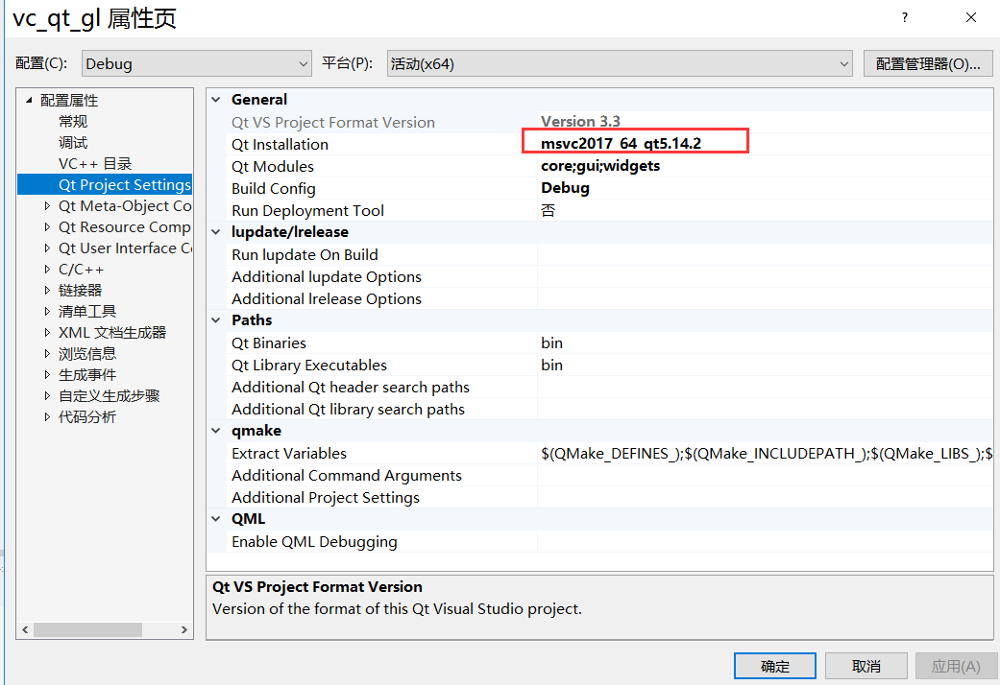 vc_qt_gl 属性页
?
配置(C): Debug 平台(P): 活动(x64) 配置管理器(O)...
配置属性
常规
调试
VC++ 目录
Qt Project Settings
Qt Meta-Object Co
Qt Resource Comp
Qt User Interface C
C/C++
链接器
清单工具
XML 文档生成器
浏览信息
生成事件
自定义生成步骤
代码分析
General
Qt VS Project Format Version Version 3.3
Qt Installation msvc2017_64_qt5.14.2
Qt Modules core;gui;widgets
Build Config Debug
Run Deployment Tool 否
lupdate/lrelease
Run lupdate On Build
Additional lupdate Options
Additional lrelease Options
Paths
Qt Binaries bin
Qt Library Executables bin
Additional Qt header search paths
Additional Qt library search paths
qmake
Extract Variables $(QMake_DEFINES_);$(QMake_INCLUDEPATH_);$(QMake_LIBS_);$
Additional Command Arguments
Additional Project Settings
QML
Enable QML Debugging
Qt VS Project Format Version
Version of the format of this Qt Visual Studio project.
确定 取消 应用(A)